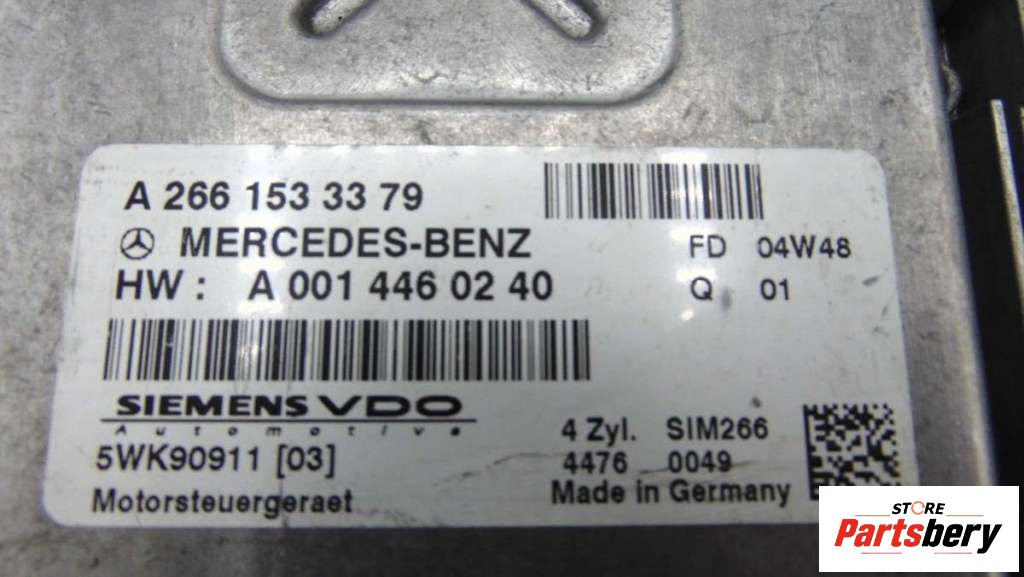 A 266 153 33 79
MERCEDES-BENZ
FD 04W48
HW : A 001 446 02 40
Q 01
SIEMENS VDO
Automotive
4 Zyl. SIM266
5WK90911 [03]
4476 0049
Motorsteuergeraet
Made in Germany
STORE
Partsbery